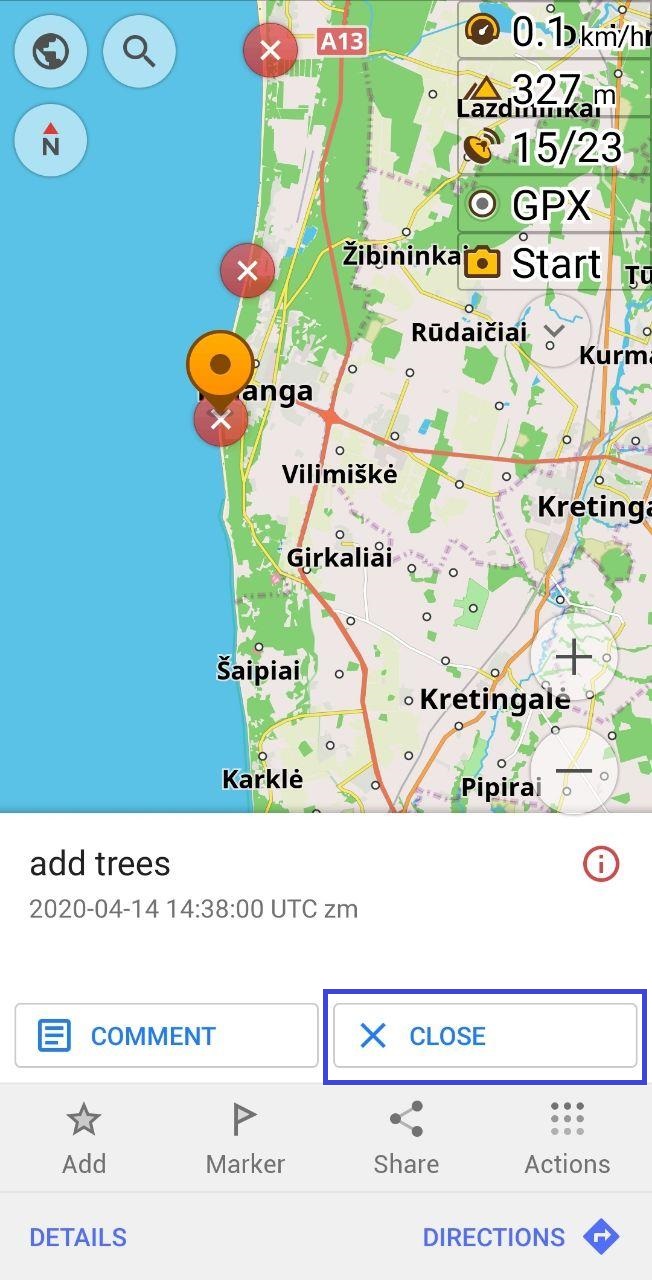 A13
0.1 km/hr
327 m
Lazdininkai
15/23
GPX
Žibininkai
Start
Rūdaičiai
Kurma
anga
Vilimiškė
Kretinga
Girkaliai
Šaipiai
Kretingalė
Karklė
Pipirai
N
add trees
2020-04-14 14:38:00 UTC zm
COMMENT
CLOSE
Add
Marker
Share
Actions
DETAILS
DIRECTIONS